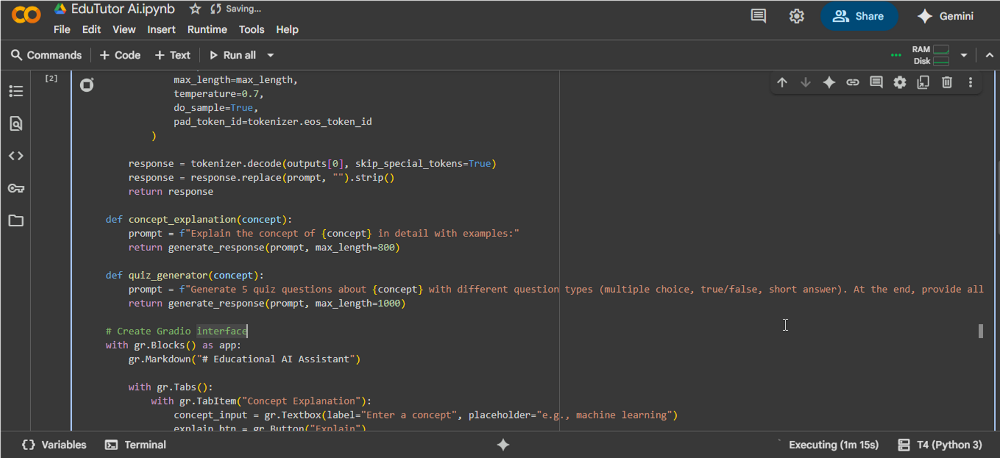 EduTutor Ai.ipynb Saving...
File Edit View Insert Runtime Tools Help
Share
Gemini
Commands + Code + Text Run all
RAM
Disk
[2]
max_length=max_length,
temperature=0.7,
do_sample=True,
pad_token_id=tokenizer.eos_token_id
)
response = tokenizer.decode(outputs[0], skip_special_tokens=True)
response = response.replace(prompt, "").strip()
return response
def concept_explanation(concept):
prompt = f"Explain the concept of {concept} in detail with examples:"
return generate_response(prompt, max_length=800)
def quiz_generator(concept):
prompt = f"Generate 5 quiz questions about {concept} with different question types (multiple choice, true/false, short answer). At the end, provide all
return generate_response(prompt, max_length=1000)
# Create Gradio interface
with gr.Blocks() as app:
gr.Markdown("# Educational AI Assistant")
with gr.Tabs():
with gr.TabItem("Concept Explanation"):
concept_input = gr.Textbox(label="Enter a concept", placeholder="e.g., machine learning")
explain_btn = gr.Button("Explain")
{} Variables Terminal
Executing (1m 15s) T4 (Python 3)